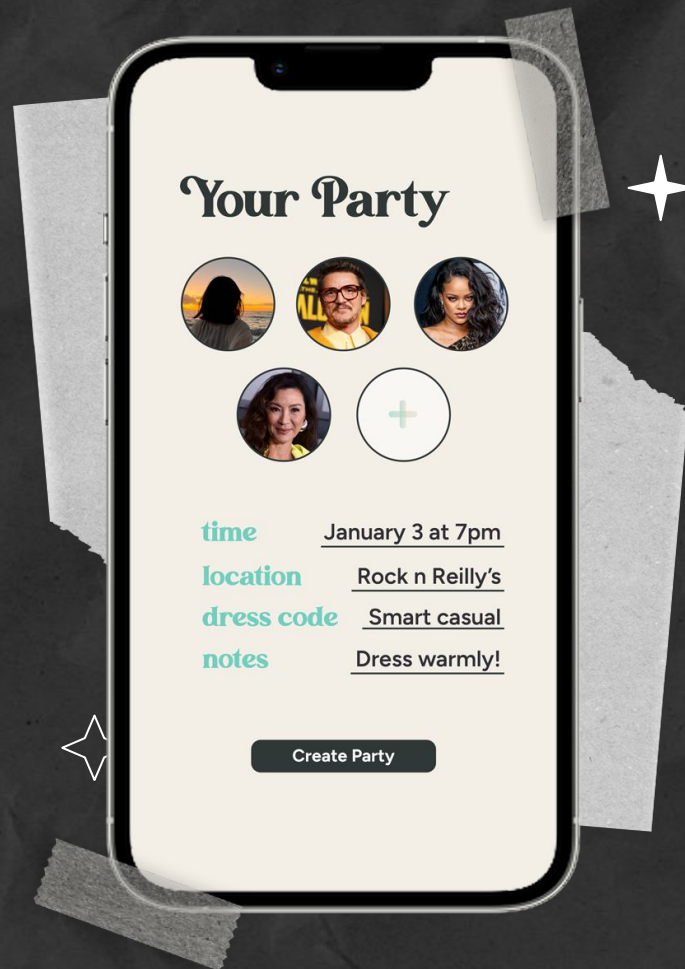 Your Party
time January 3 at 7pm
location Rock n Reilly's
dress code Smart casual
notes Dress warmly!
Create Party